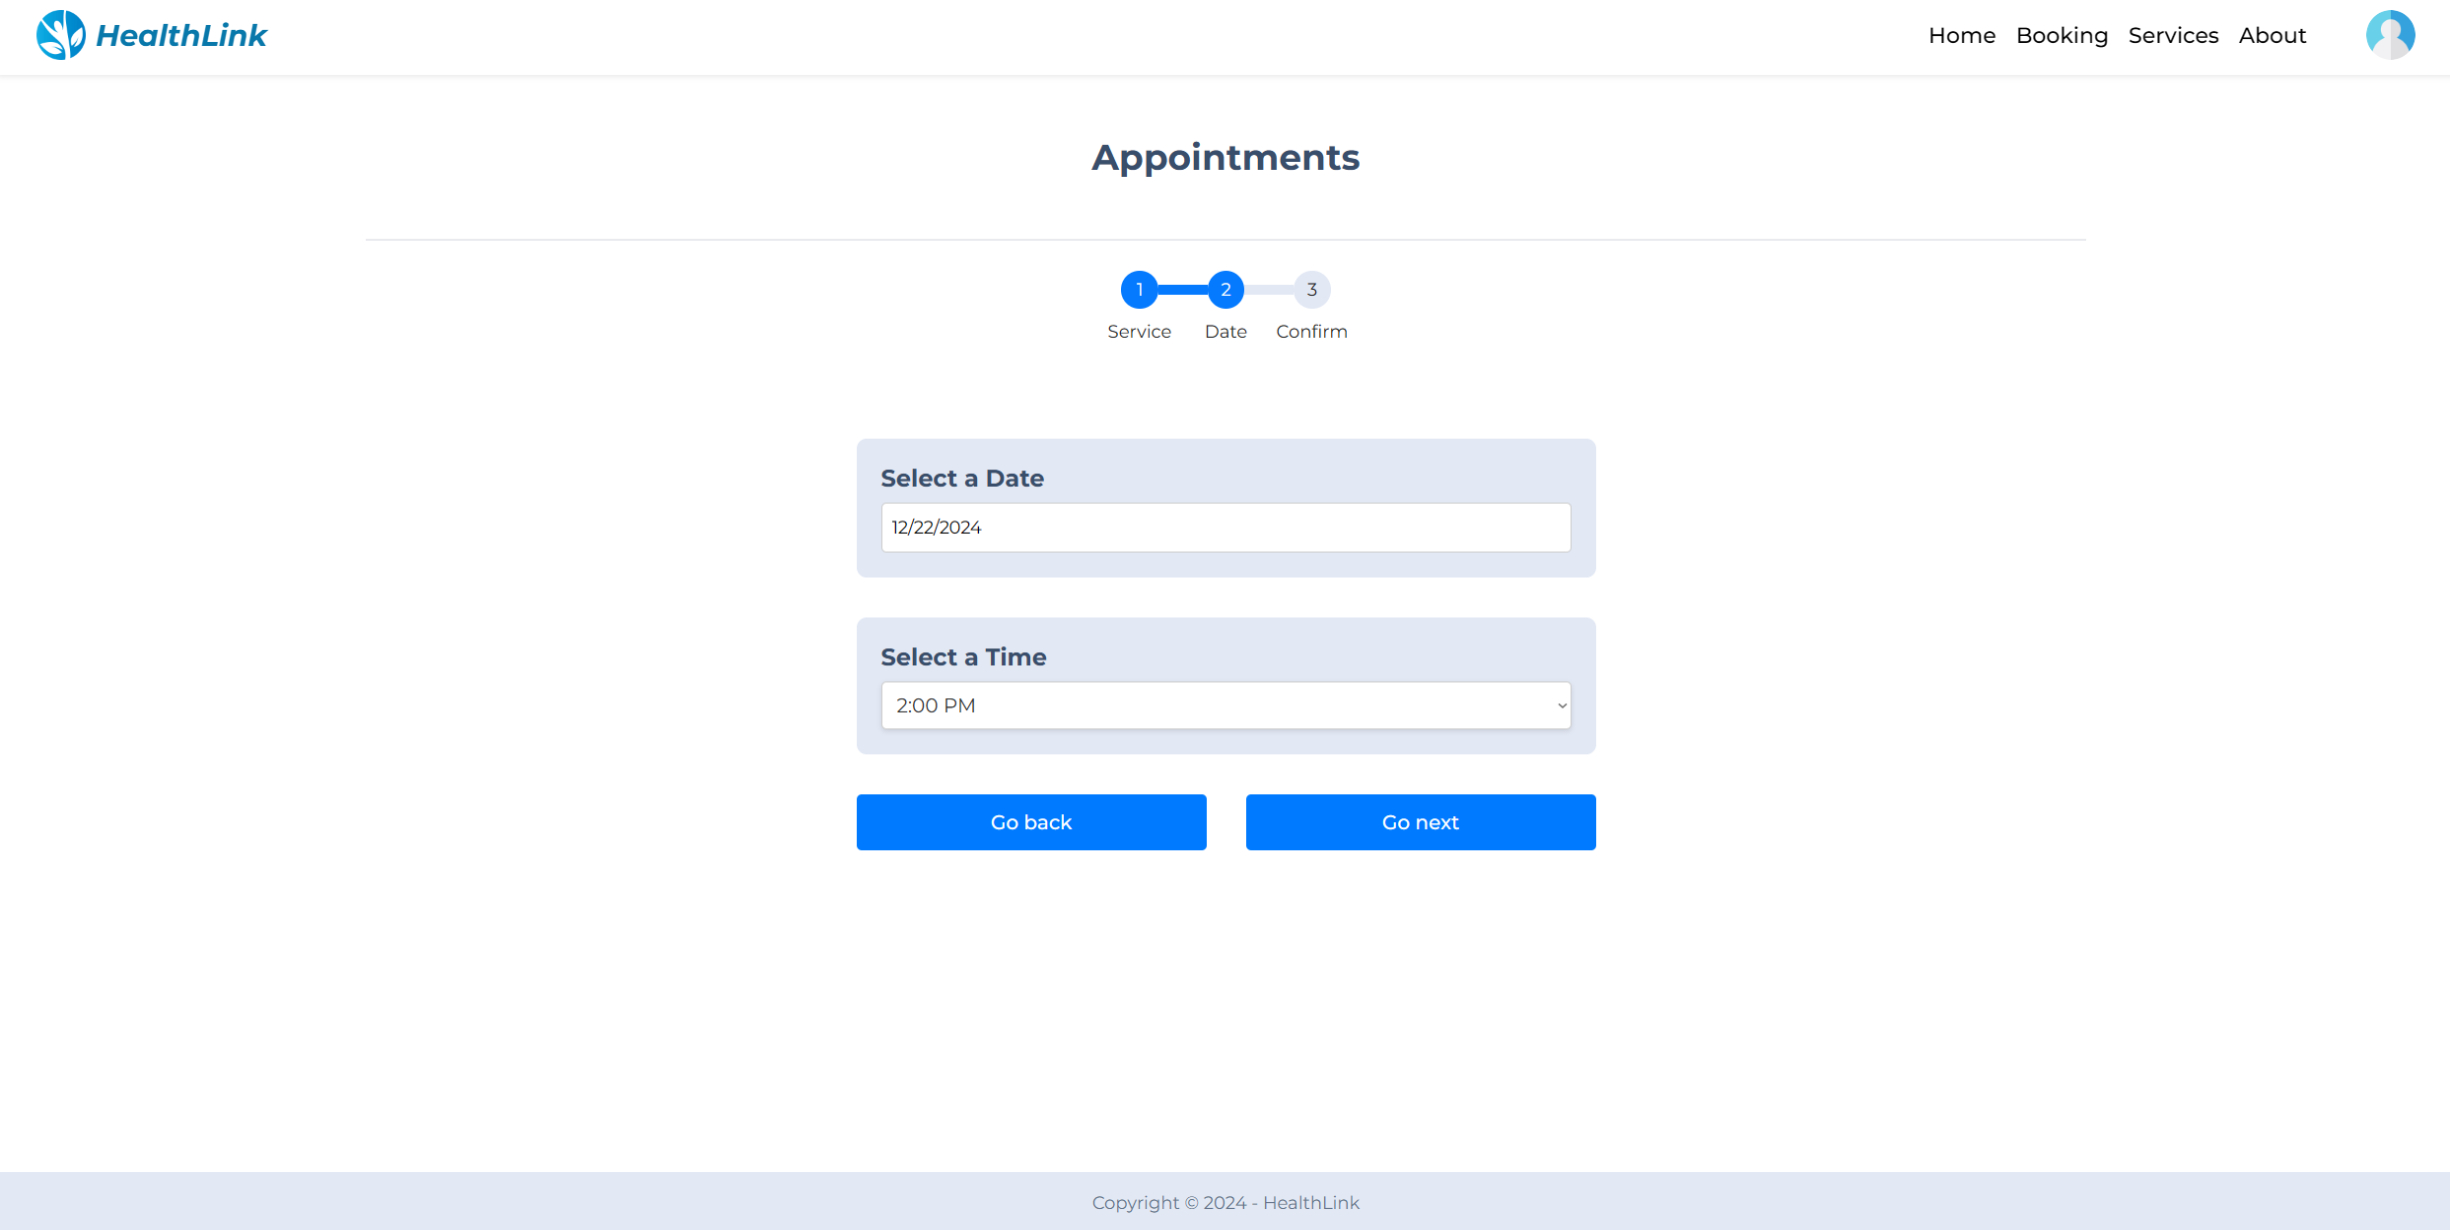 HealthLink
Home Booking Services About
Appointments
1 2 3
Service Date Confirm
Select a Date
12/22/2024
Select a Time
2:00 PM
Go back Go next
Copyright © 2024 - HealthLink